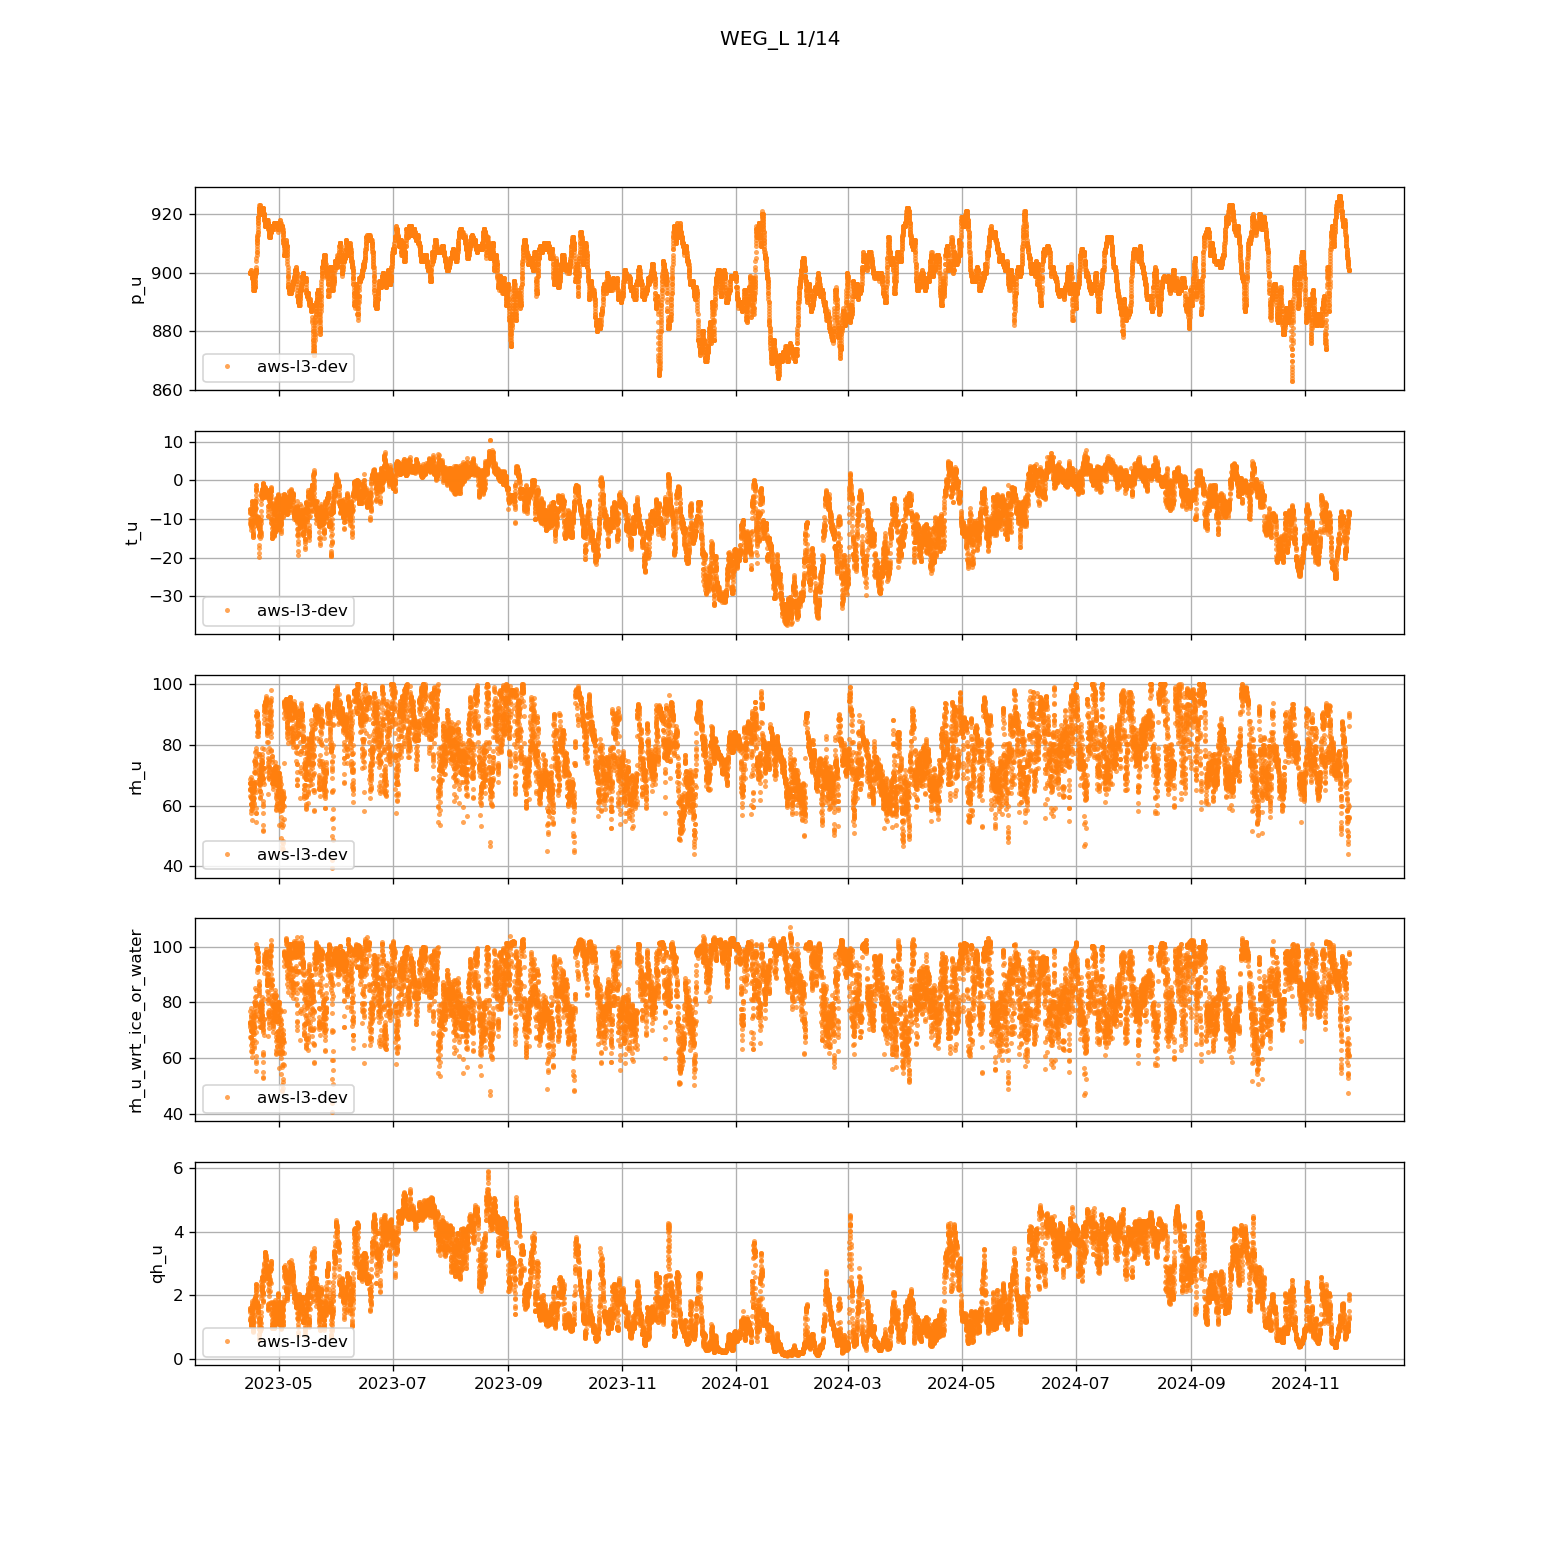 WEG_L 1/14
920
900
880
860
p_u
aws-l3-dev
10
0
−10
−20
−30
t_u
aws-l3-dev
100
80
60
40
rh_u
aws-l3-dev
100
80
60
40
rh_u_wrt_ice_or_water
aws-l3-dev
6
4
2
0
qh_u
aws-l3-dev
2023-05 2023-07 2023-09 2023-11 2024-01 2024-03 2024-05 2024-07 2024-09 2024-11